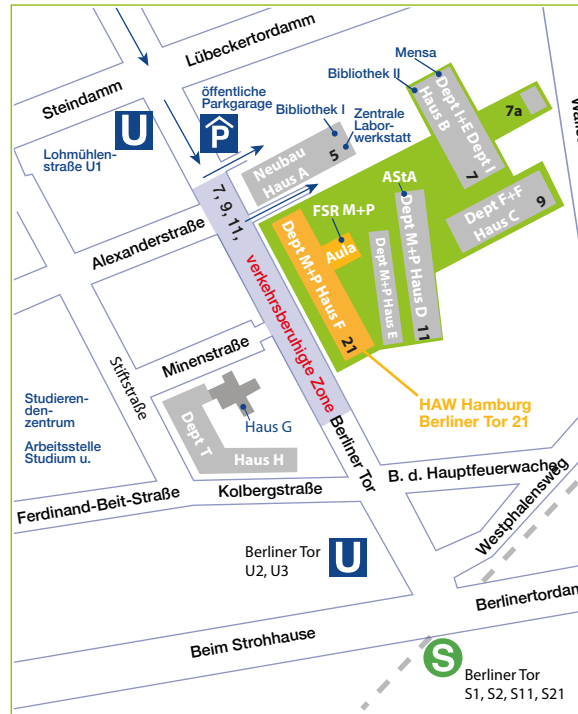 Lübeckertordamm
Steindamm
Mensa
Bibliothek II
öffentliche
Parkgarage
U
P
Bibliothek I
Zentrale
Labor-
werkstatt
Dept I+E Dept I
Haus B
7
7a
Lohmühlen-
straße U1
Neubau
Haus A
5
AStA
7, 9, 11,
verkehrsberuhigte Zone
Alexanderstraße
FSR M+P
Aula
Dept M+P Haus F
21
Dept M+P Haus E
Dept M+P Haus D
11
Dept F+F
Haus C
9
Minenstraße
Stiftstraße
HAW Hamburg
Berliner Tor 21
Studieren-
den-
zentrum
Arbeitsstelle
Studium u.
Haus G
Dept T
Haus H
Berliner Tor
B. d. Hauptfeuerwache
Westphalensweg
Kolbergstraße
Ferdinand-Beit-Straße
Berliner Tor
U2, U3
U
Berlinertordam
Beim Strohhause
S
Berliner Tor
S1, S2, S11, S21